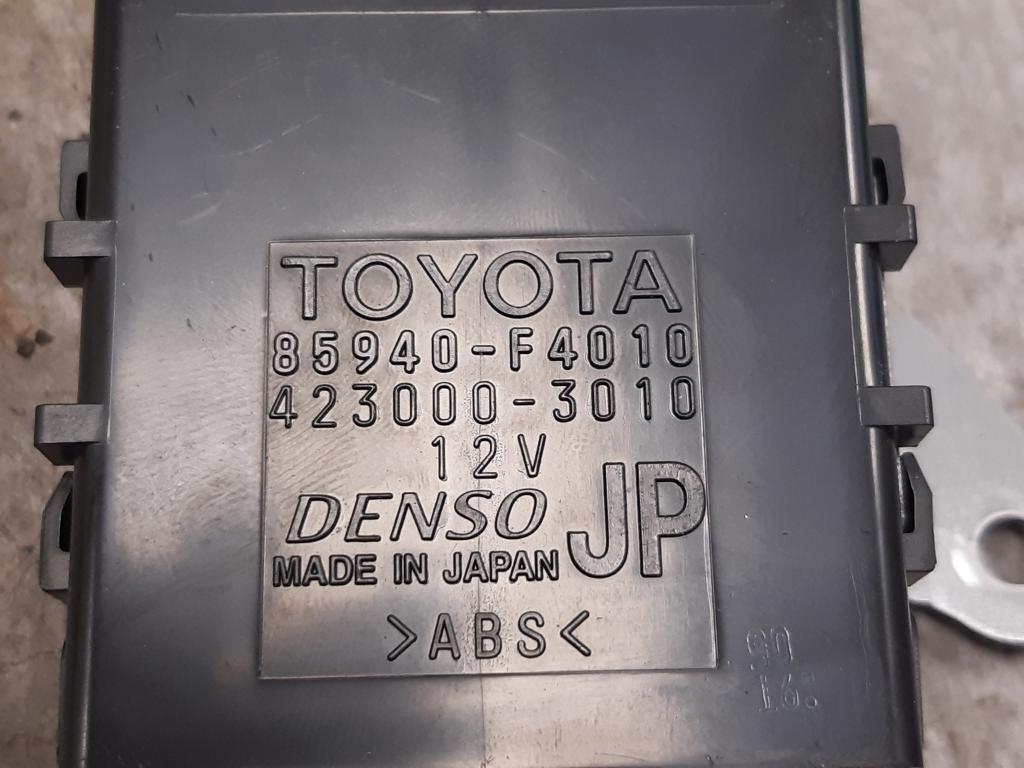 TOYOTA
85940-F4010
423000-3010
12V
DENSO
JP
MADE IN JAPAN
>ABS<